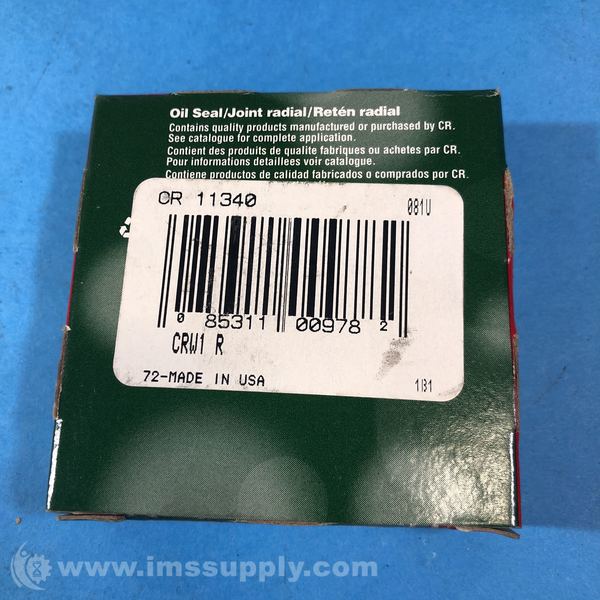 Oil Seal/Joint radial/Retén radial
Contains quality products manufactured or purchased by CR.
See catalogue for complete application.
Contient des produits de qualite fabriques ou achetes par CR.
Pour informations detaillees voir catalogue.
Contiene productos de calidad fabricados o comprados por CR.
CR 11340
081U
0 85311 00978 2
CRW1 R
72-MADE IN USA
1B1
www.imssupply.com